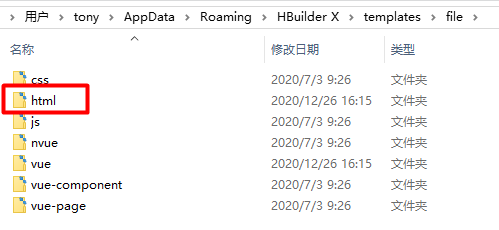 用户 > tony > AppData > Roaming > HBuilder X > templates > file >
名称 修改日期 类型
css 2020/7/3 9:26 文件夹
html 2020/12/26 16:15 文件夹
js 2020/7/3 9:26 文件夹
nvue 2020/7/3 9:26 文件夹
vue 2020/12/26 16:15 文件夹
vue-component 2020/7/3 9:26 文件夹
vue-page 2020/7/3 9:26 文件夹